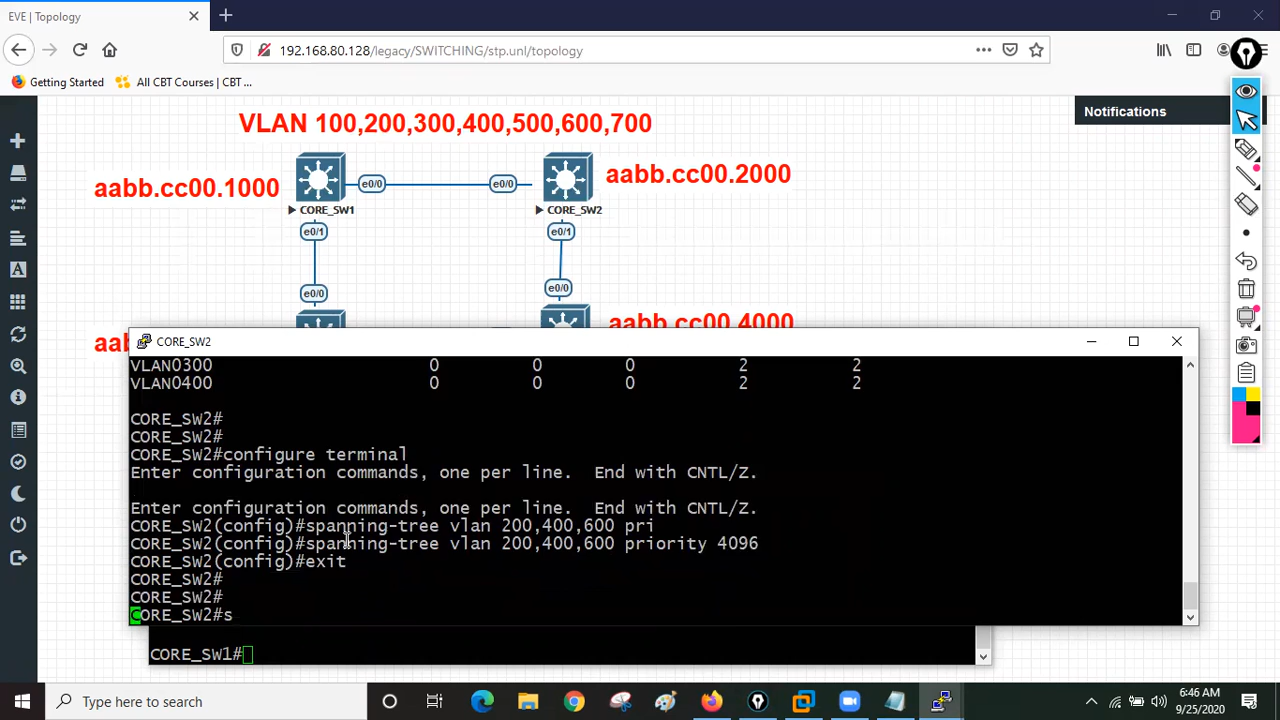 EVE | Topology
192.168.80.128/legacy/SWITCHING/stp.unl/topology
Getting Started
All CBT Courses | CBT ...
VLAN 100,200,300,400,500,600,700
Notifications
aabb.cc00.1000
e0/0
e0/0
aabb.cc00.2000
CORE_SW1
CORE_SW2
e0/1
e0/1
e0/0
e0/0
aabb.cc00.4000
aab
CORE_SW2
VLAN0300 0 0 0 2 2
VLAN0400 0 0 0 2 2
CORE_SW2#
CORE_SW2#
CORE_SW2#configure terminal
Enter configuration commands, one per line.  End with CNTL/Z.
Enter configuration commands, one per line.  End with CNTL/Z.
CORE_SW2(config)#spanning-tree vlan 200,400,600 pri
CORE_SW2(config)#spanning-tree vlan 200,400,600 priority 4096
CORE_SW2(config)#exit
CORE_SW2#
CORE_SW2#
CORE_SW2#s
CORE_SW1#
Type here to search
6:46 AM
9/25/2020